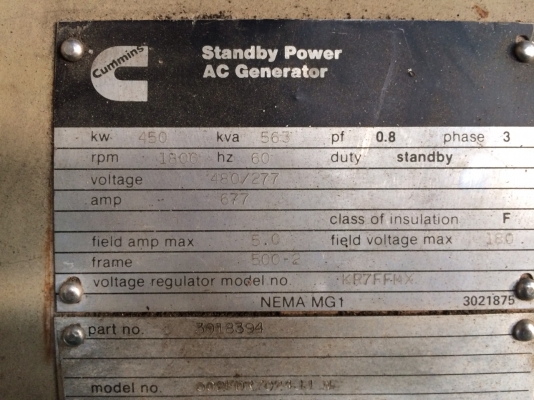 Cummins
Standby Power
AC Generator
kw 450 kva 563 pf 0.8 phase 3
rpm 1800 hz 60 duty standby
voltage 480/277
amp 677
class of insulation F
field amp max 5.0 field voltage max 180
frame 500-2
voltage regulator model no.
NEMA MG1 3021875
part no. 3018394
model no.